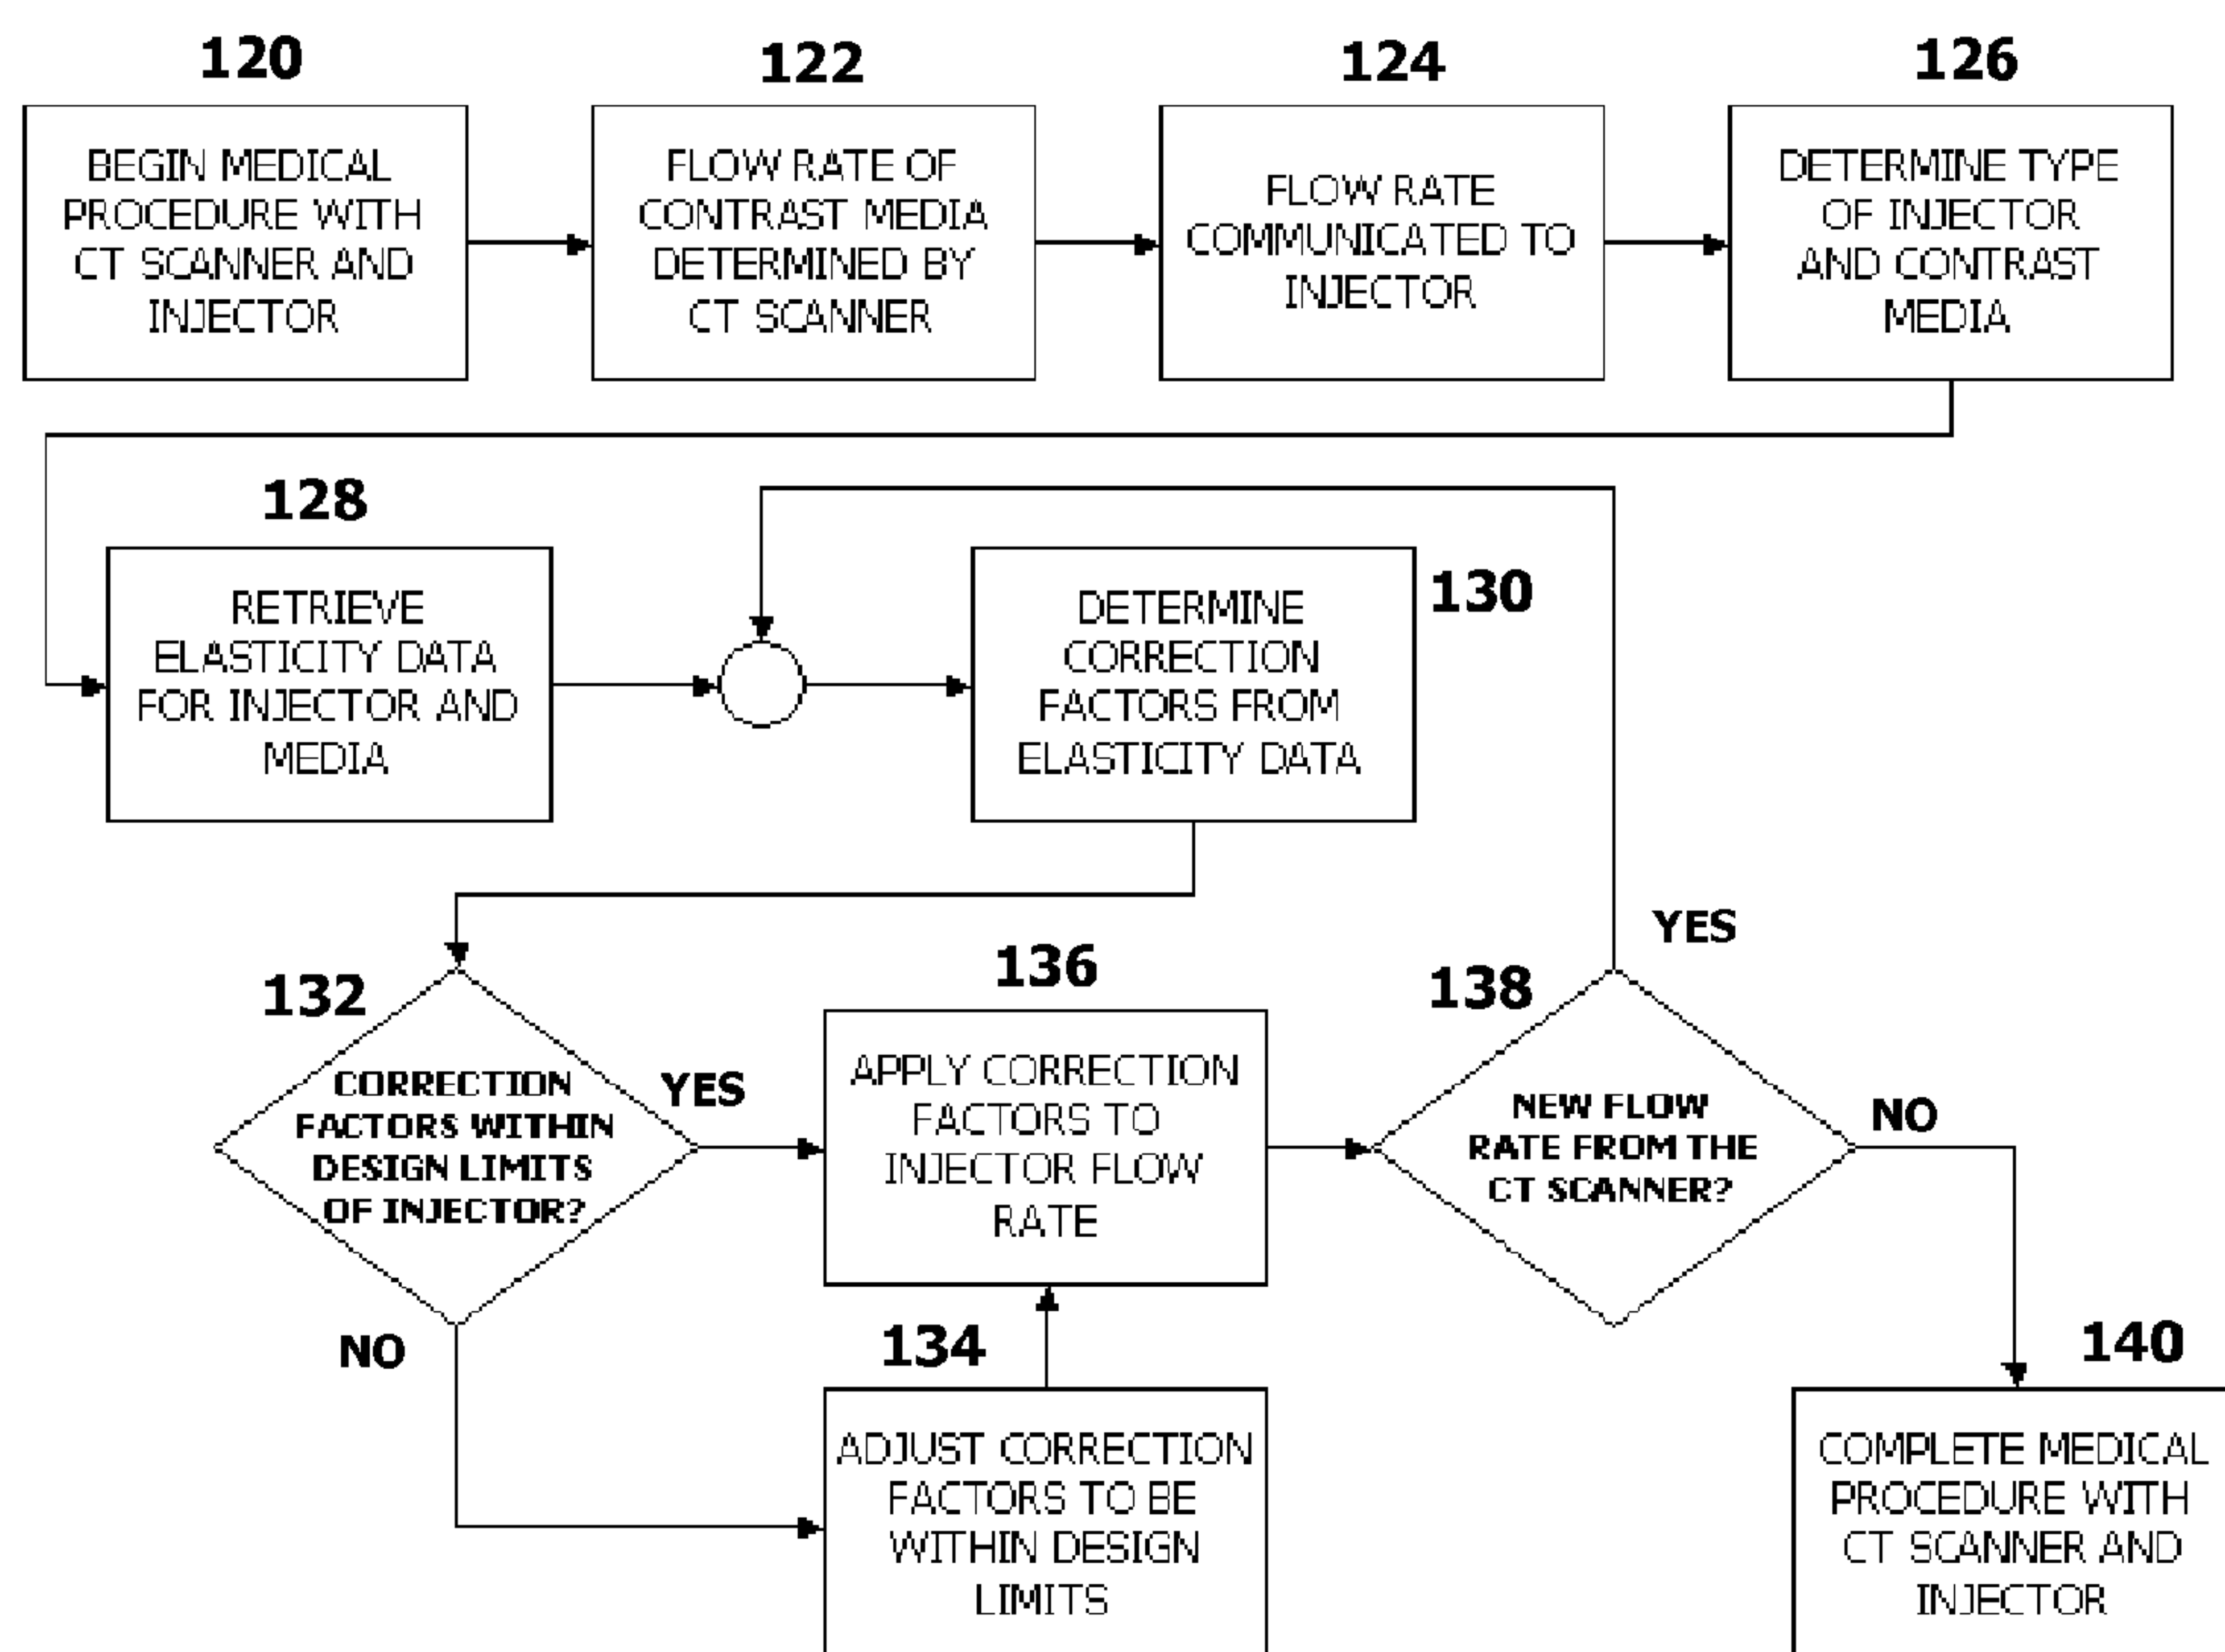 120
BEGIN MEDICAL
PROCEDURE WITH
CT SCANNER AND
INJECTOR
122
FLOW RATE OF
CONTRAST MEDIA
DETERMINED BY
CT SCANNER
124
FLOW RATE
COMMUNICATED TO
INJECTOR
126
DETERMINE TYPE
OF INJECTOR
AND CONTRAST
MEDIA
128
RETRIEVE
ELASTICITY DATA
FOR INJECTOR AND
MEDIA
130
DETERMINE
CORRECTION
FACTORS FROM
ELASTICITY DATA
132
CORRECTION
FACTORS WITHIN
DESIGN LIMITS
OF INJECTOR?
YES
NO
136
APPLY CORRECTION
FACTORS TO
INJECTOR FLOW
RATE
134
ADJUST CORRECTION
FACTORS TO BE
WITHIN DESIGN
LIMITS
138
NEW FLOW
RATE FROM THE
CT SCANNER?
YES
NO
140
COMPLETE MEDICAL
PROCEDURE WITH
CT SCANNER AND
INJECTOR